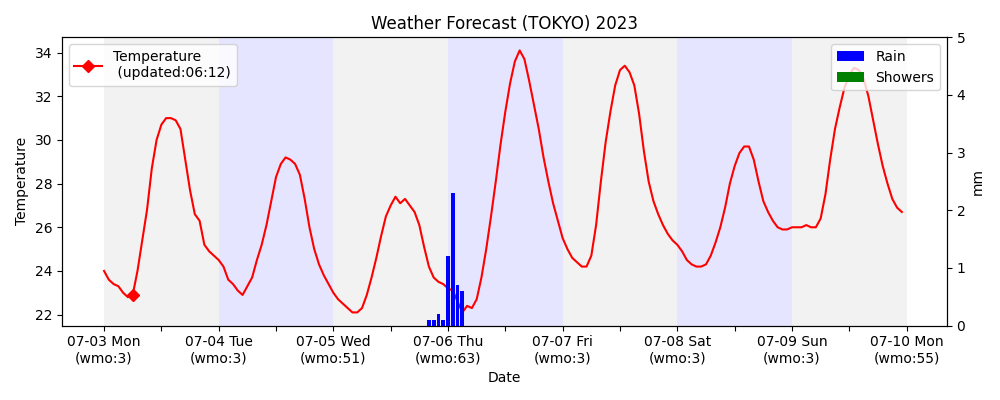 Weather Forecast (TOKYO) 2023
Temperature
(updated:06:12)
Rain
Showers
34
32
30
28
26
24
22
Temperature
5
4
3
2
1
0
mm
07-03 Mon
(wmo:3)
07-04 Tue
(wmo:3)
07-05 Wed
(wmo:51)
07-06 Thu
(wmo:63)
07-07 Fri
(wmo:3)
07-08 Sat
(wmo:3)
07-09 Sun
(wmo:3)
07-10 Mon
(wmo:55)
Date